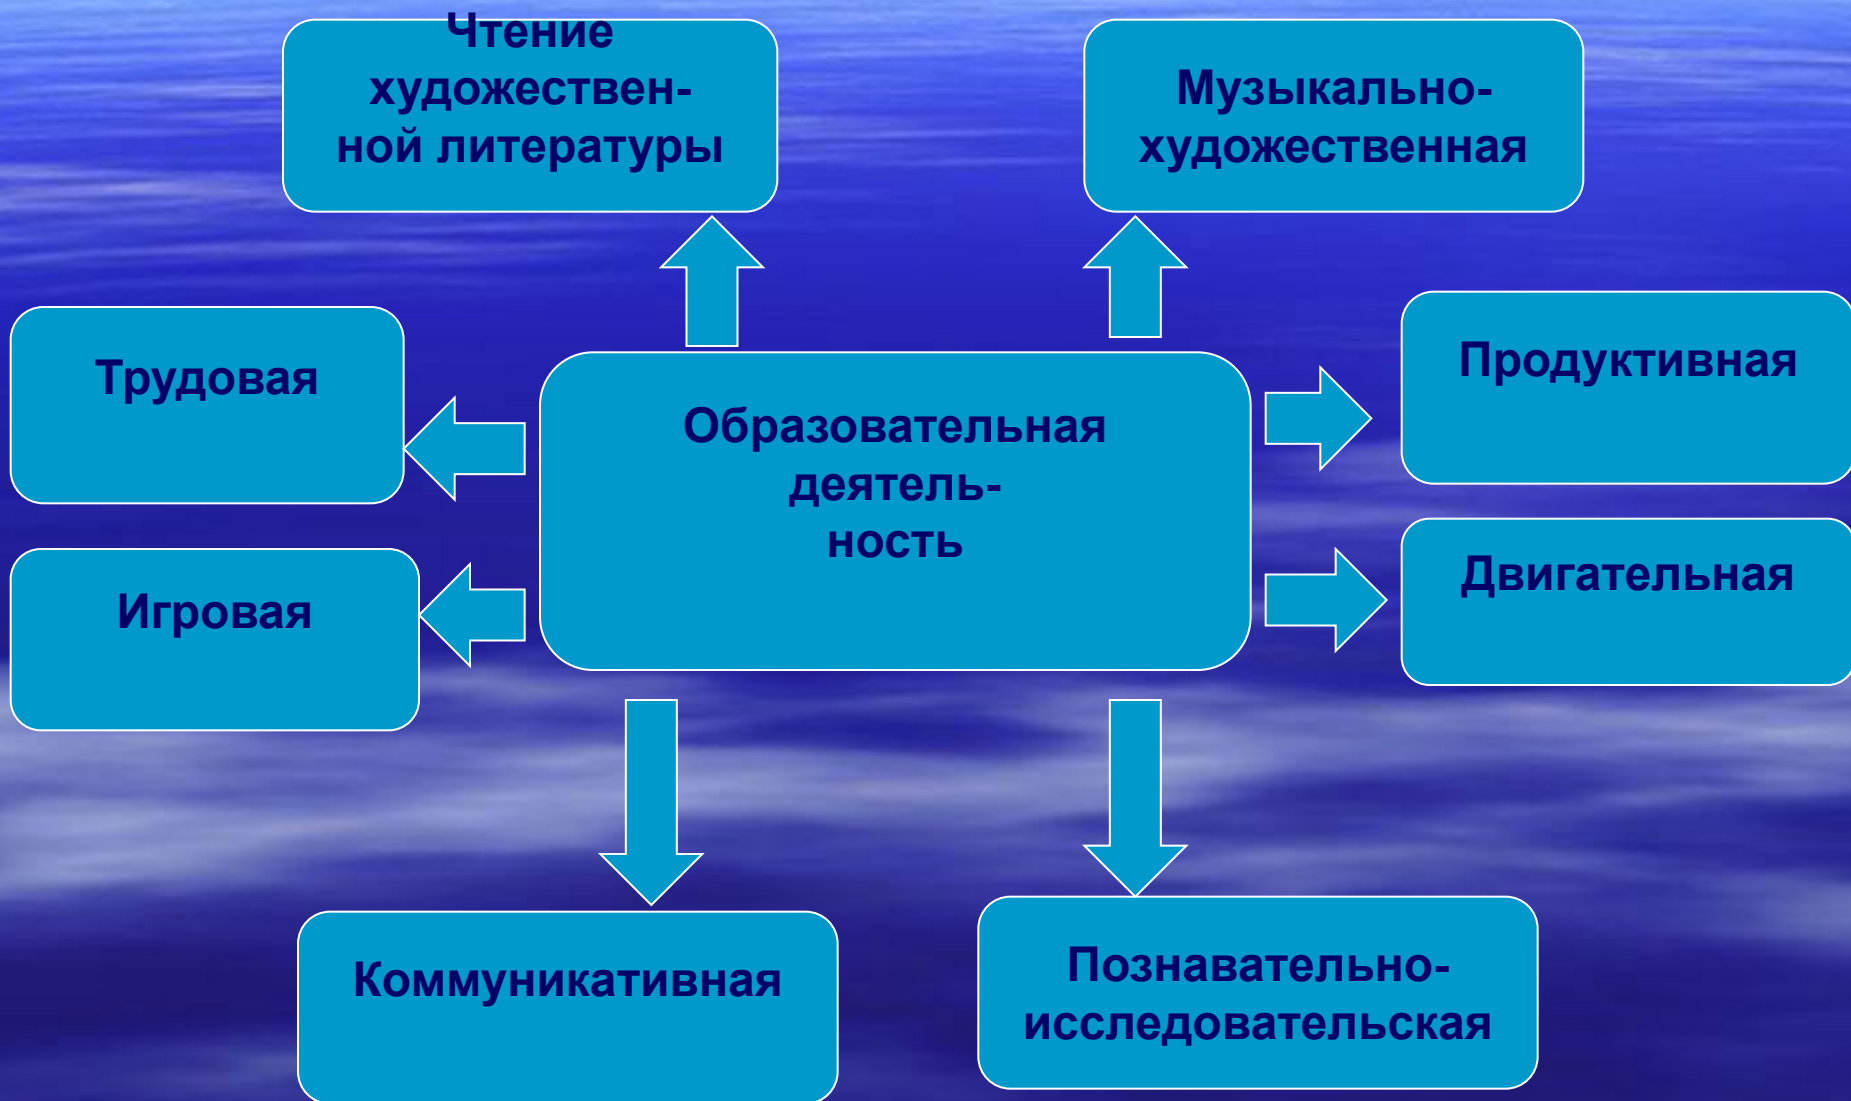 Чтение
художествен-
ной литературы
Музыкально-
художественная
Трудовая
Продуктивная
Образовательная
деятель-
ность
Игровая
Двигательная
Коммуникативная
Познавательно-
исследовательская